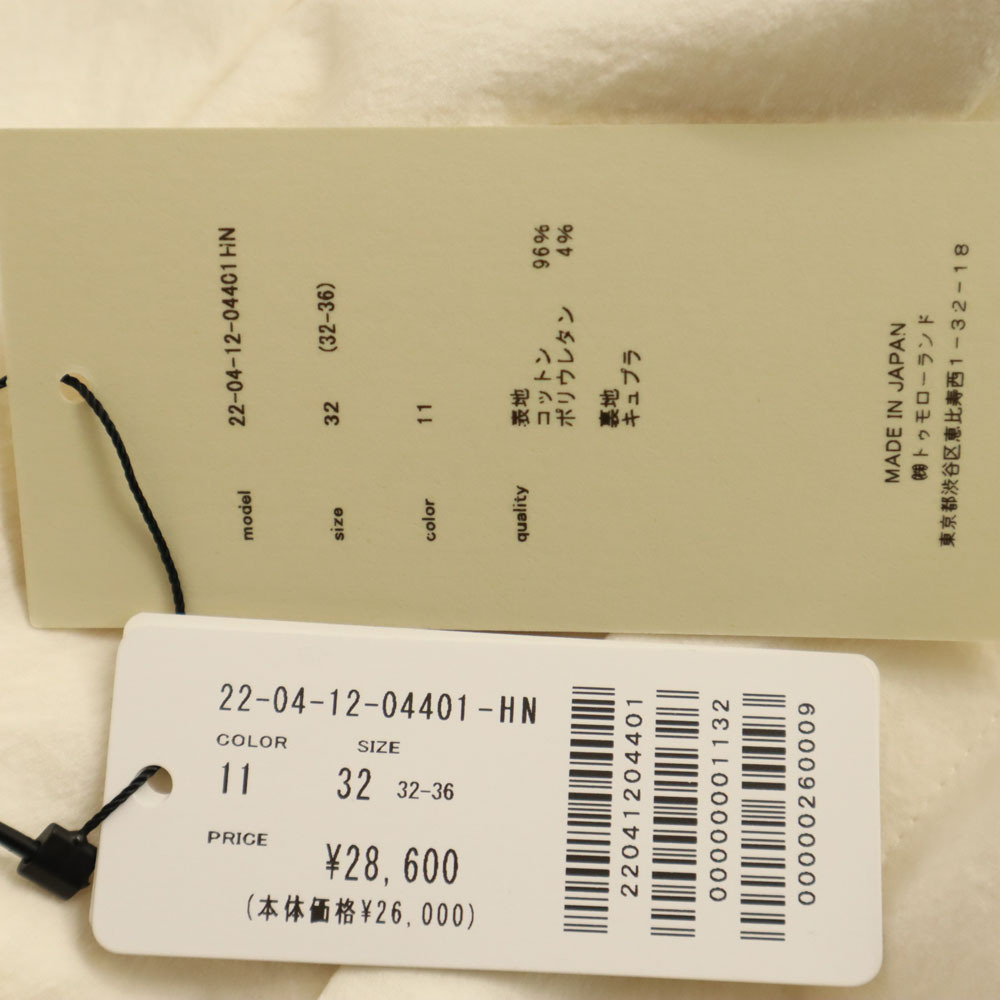 model 22-04-12-04401HN
size 32 (32-36)
color 11
quality 表地
コットン 96%
ポリウレタン 4%
裏地
キュプラ
MADE IN JAPAN
㈱トゥモローランド
東京都渋谷区恵比寿西1-32-18
22-04-12-04401-HN
COLOR SIZE
11 32 32-36
PRICE
¥28,600
(本体価格¥26,000)
22041204401
0000001132
0000260009